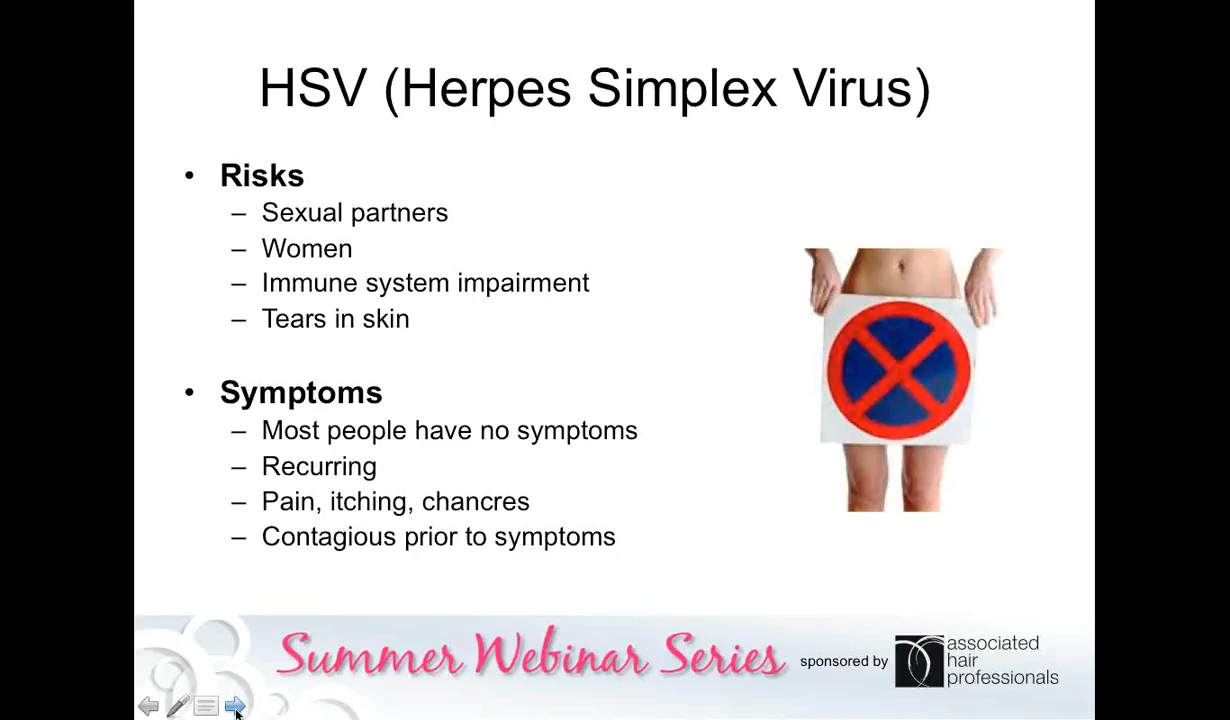 HSV (Herpes Simplex Virus)
• Risks
– Sexual partners
– Women
– Immune system impairment
– Tears in skin
• Symptoms
– Most people have no symptoms
– Recurring
– Pain, itching, chancres
– Contagious prior to symptoms
Summer Webinar Series
sponsored by
associated
hair
professionals